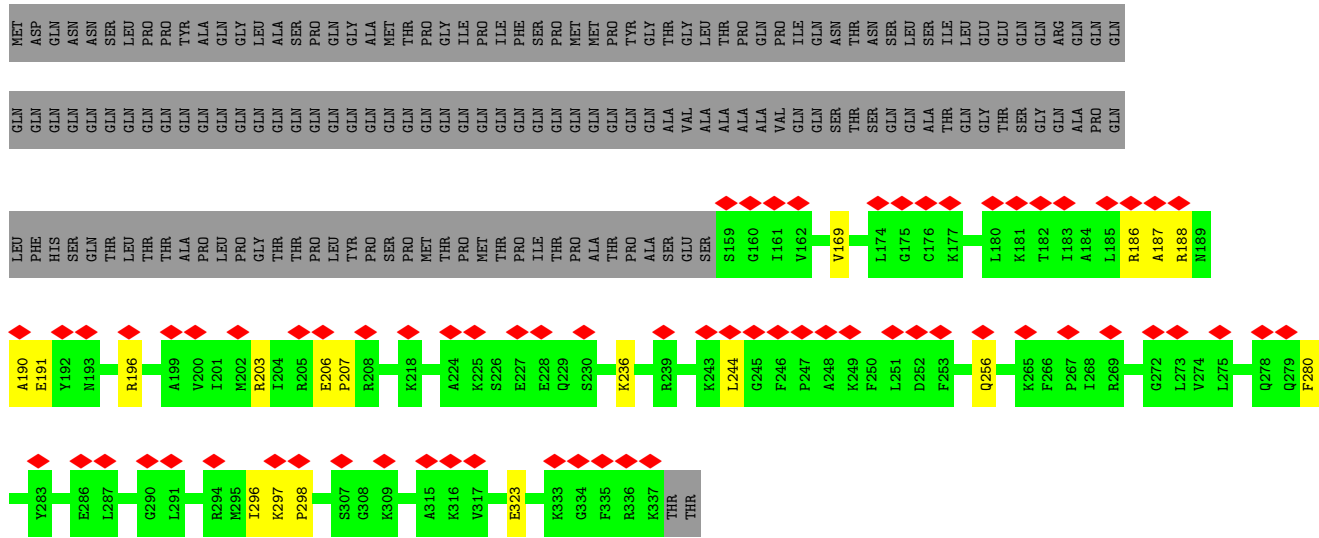 MET ASP GLN ASN ASN SER LEU PRO PRO TYR ALA GLN GLY LEU ALA SER PRO GLN GLY ALA MET THR PRO GLY ILE PRO ILE PHE SER PRO MET MET PRO TYR GLY THR GLY LEU THR PRO GLN PRO ILE GLN ASN THR ASN SER LEU SER ILE LEU GLU GLU GLN GLN ARG GLN GLN GLN
GLN GLN GLN GLN GLN GLN GLN GLN GLN GLN GLN GLN GLN GLN GLN GLN GLN GLN GLN GLN GLN GLN GLN GLN GLN GLN GLN GLN GLN GLN GLN GLN GLN GLN GLN ALA VAL ALA ALA ALA ALA VAL GLN GLN SER THR SER GLN GLN ALA THR GLN GLY THR SER GLY GLN ALA PRO GLN
LEU PHE HIS SER GLN THR LEU THR THR ALA PRO LEU PRO GLY THR THR PRO LEU TYR PRO SER PRO MET THR PRO MET THR PRO ILE THR PRO ALA THR PRO ALA SER GLU SER S159 G160 I161 V162 V169 L174 G175 C176 K177 L180 K181 T182 I183 A184 L185 R186 A187 R188 N189
A190 E191 Y192 N193 R196 A199 V200 I201 M202 R203 I204 R205 E206 P207 R208 K218 A224 K225 S226 E227 E228 Q229 S230 K236 R239 K243 L244 G245 F246 P247 A248 K249 F250 L251 D252 F253 Q256 K265 F266 P267 I268 R269 G272 L273 V274 L275 Q278 Q279 F280
Y283 E286 L287 G290 L291 R294 M295 I296 K297 P298 S307 G308 K309 A315 K316 V317 E323 K333 G334 F335 R336 K337 THR THR